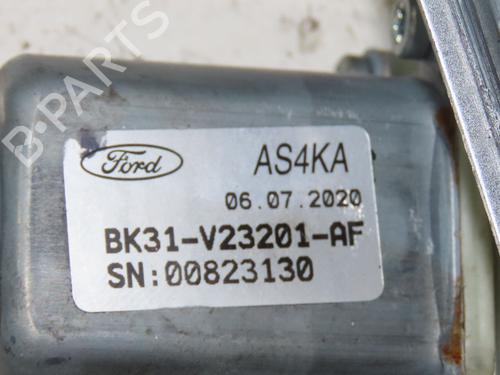 B-PARTS
Ford
AS4KA
06.07.2020
BK31-V23201-AF
SN:00823130